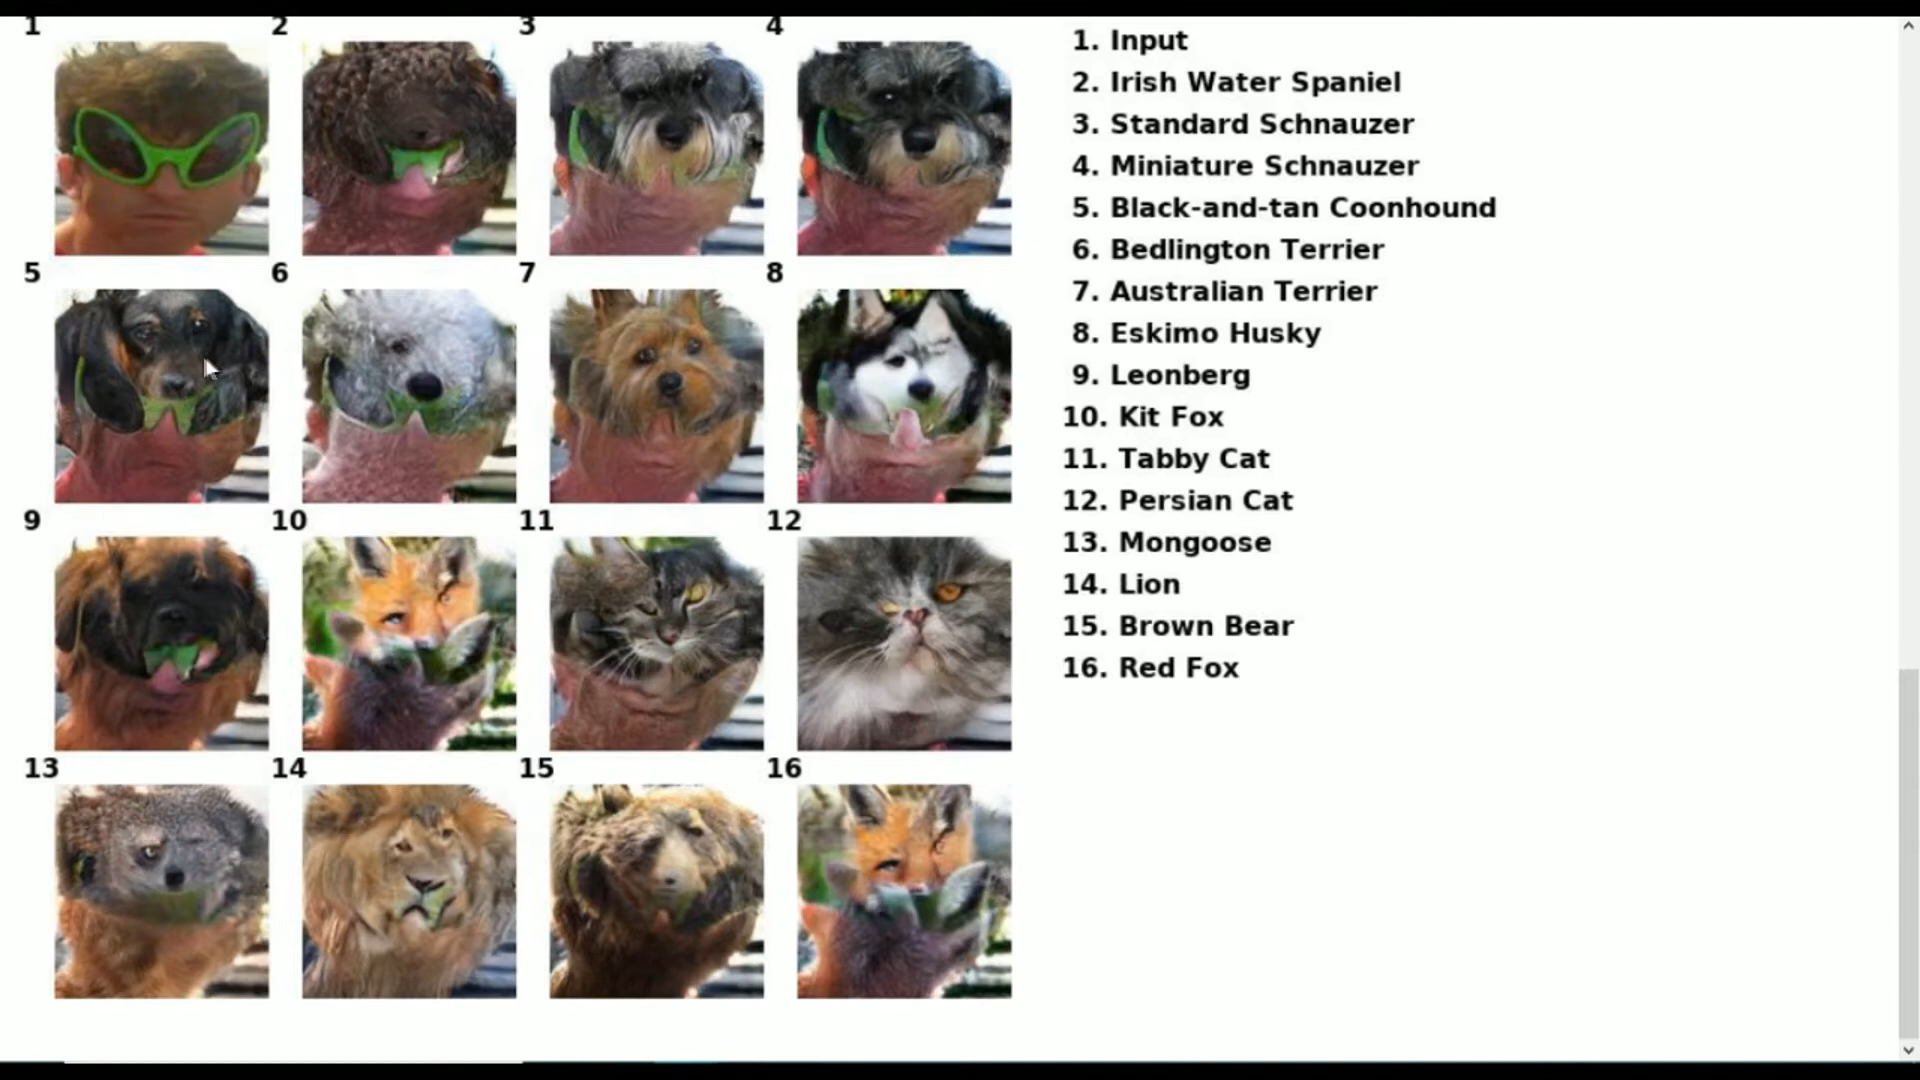 1 2 3 4
5 6 7 8
9 10 11 12
13 14 15 16
1. Input
2. Irish Water Spaniel
3. Standard Schnauzer
4. Miniature Schnauzer
5. Black-and-tan Coonhound
6. Bedlington Terrier
7. Australian Terrier
8. Eskimo Husky
9. Leonberg
10. Kit Fox
11. Tabby Cat
12. Persian Cat
13. Mongoose
14. Lion
15. Brown Bear
16. Red Fox